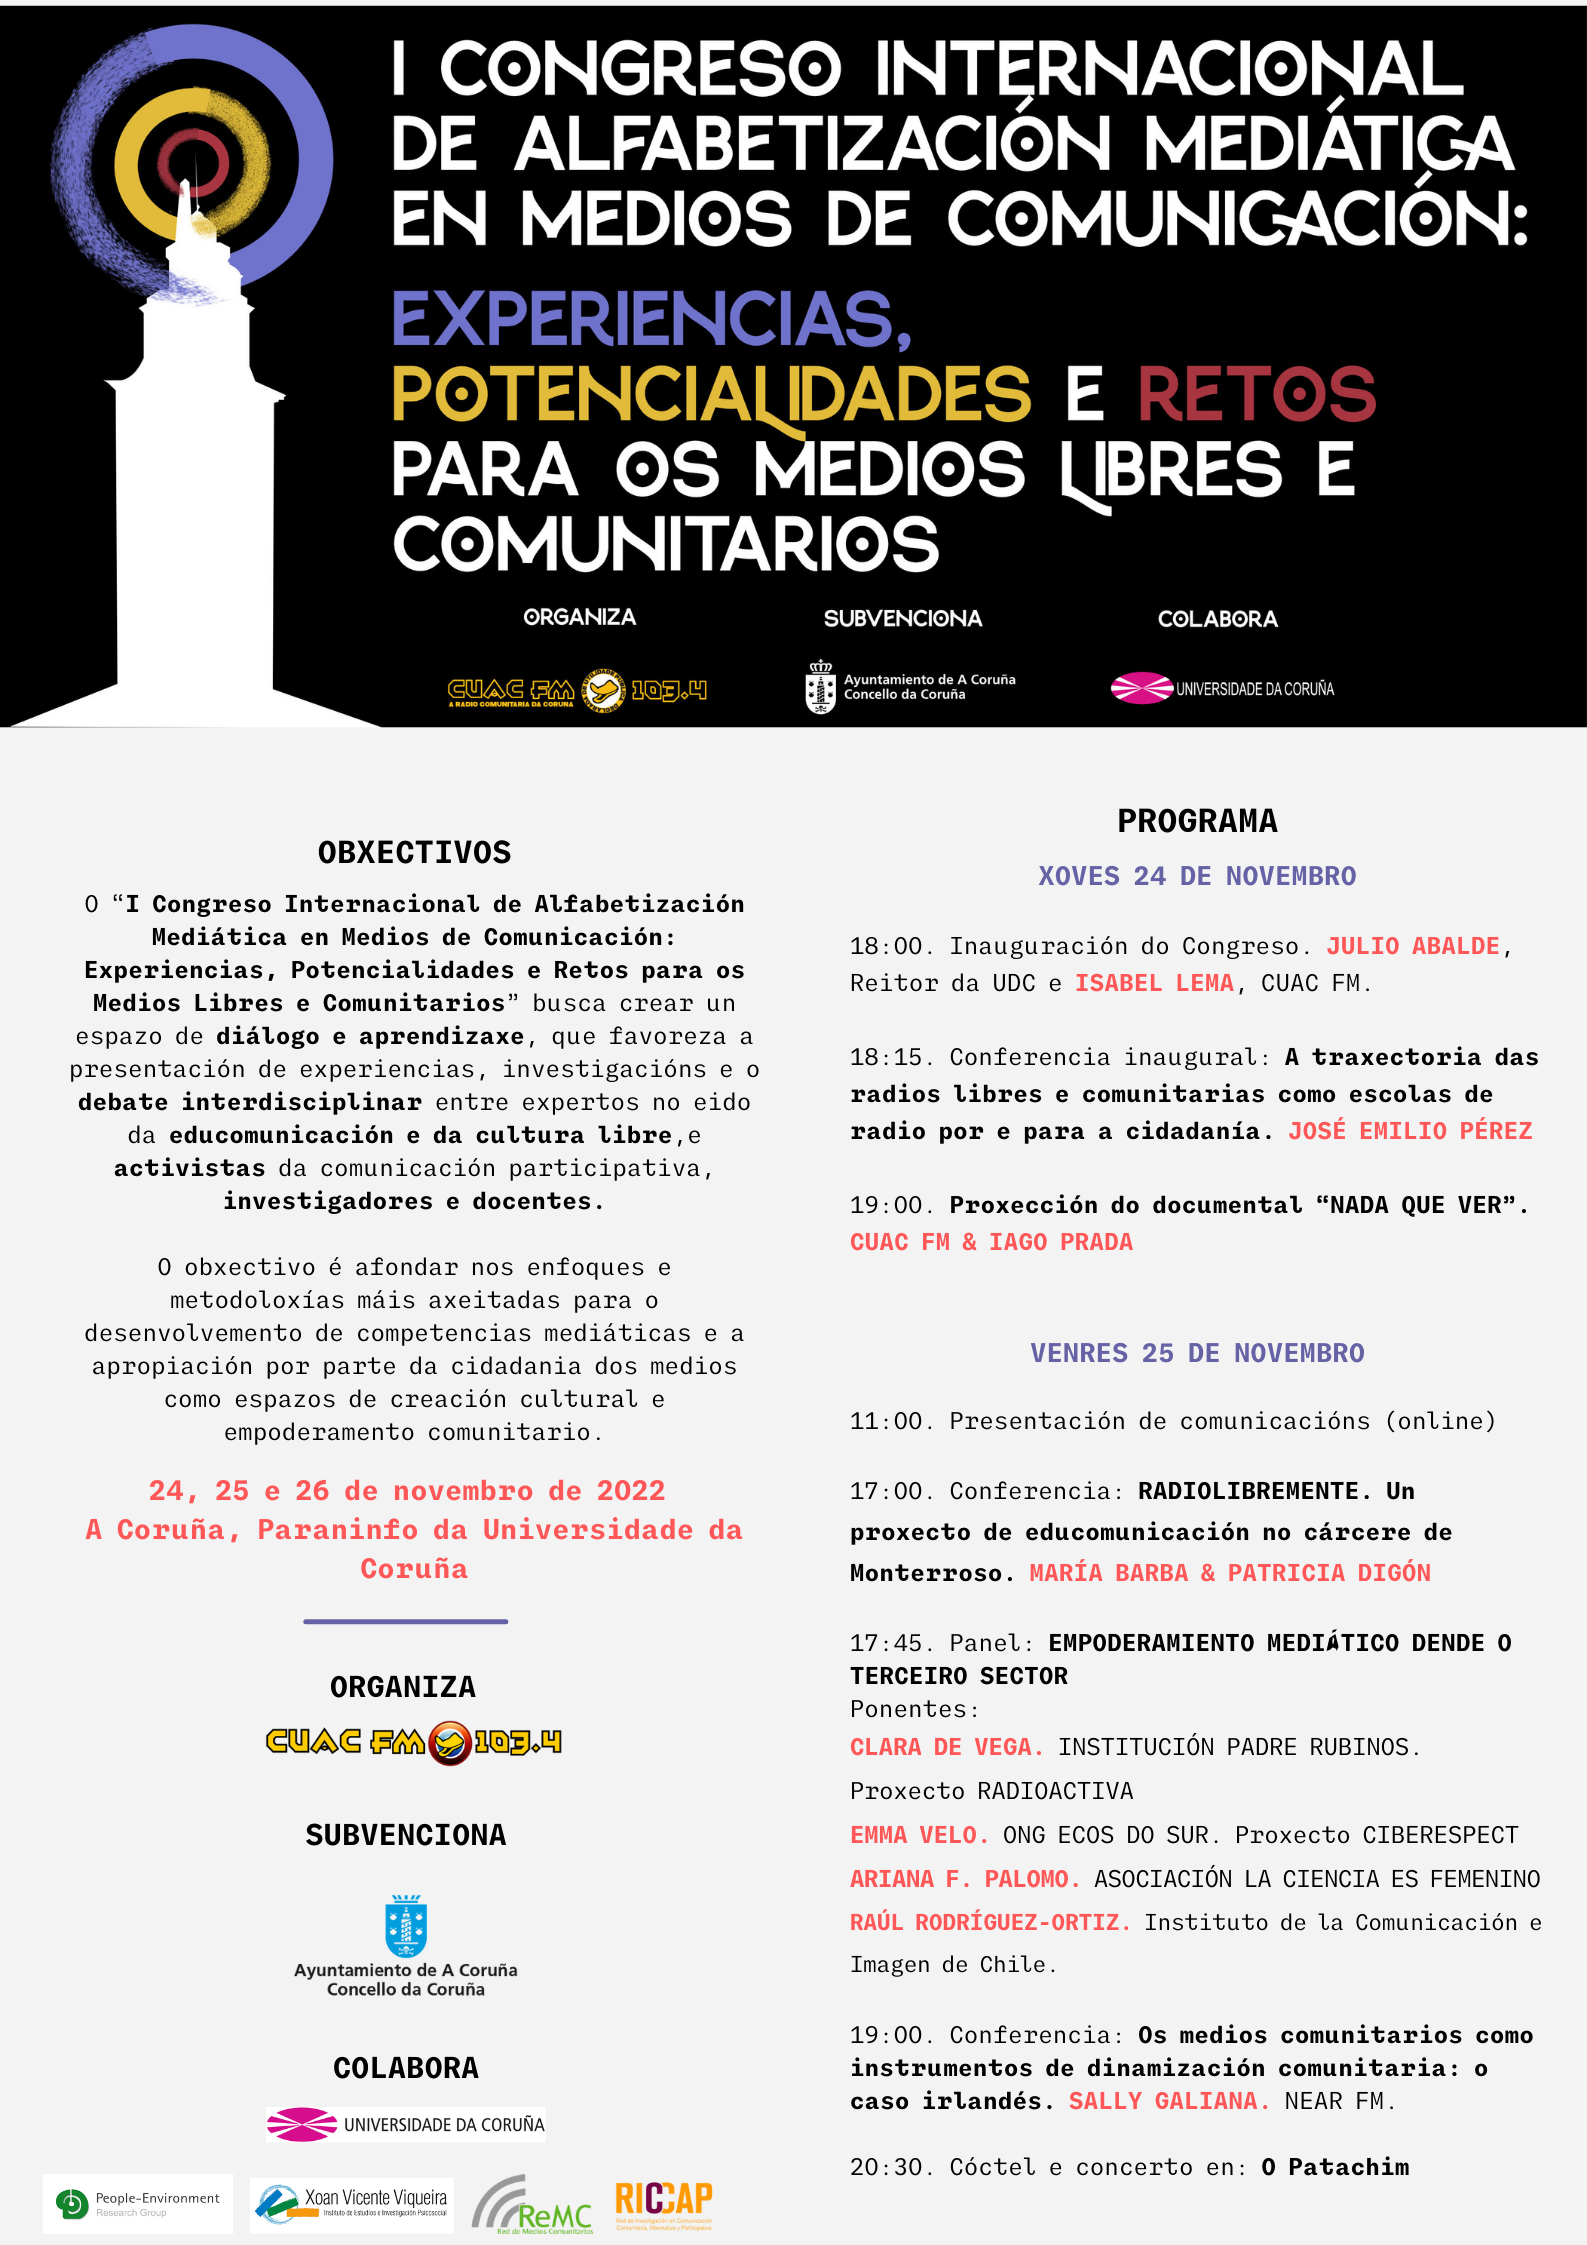 I CONGRESO INTERNACIONAL
DE ALFABETIZACIÓN MEDIÁTICA
EN MEDIOS DE COMUNICACIÓN:
EXPERIENCIAS,
POTENCIALIDADES E RETOS
PARA OS MEDIOS LIBRES E
COMUNITARIOS
ORGANIZA
SUBVENCIONA
COLABORA
CUAC FM 103.4
A RADIO COMUNITARIA DA CORUÑA
Ayuntamiento de A Coruña
Concello da Coruña
UNIVERSIDADE DA CORUÑA
OBXECTIVOS
O “I Congreso Internacional de Alfabetización
Mediática en Medios de Comunicación:
Experiencias, Potencialidades e Retos para os
Medios Libres e Comunitarios” busca crear un
espazo de diálogo e aprendizaxe, que favoreza a
presentación de experiencias, investigacións e o
debate interdisciplinar entre expertos no eido
da educomunicación e da cultura libre,e
activistas da comunicación participativa,
investigadores e docentes.
O obxectivo é afondar nos enfoques e
metodoloxías máis axeitadas para o
desenvolvemento de competencias mediáticas e a
apropiación por parte da cidadania dos medios
como espazos de creación cultural e
empoderamento comunitario.
24, 25 e 26 de novembro de 2022
A Coruña, Paraninfo da Universidade da
Coruña
ORGANIZA
CUAC FM 103.4
SUBVENCIONA
Ayuntamiento de A Coruña
Concello da Coruña
COLABORA
UNIVERSIDADE DA CORUÑA
People-Environment
Research Group
Xoan Vicente Viqueira
Instituto de Estudios e Investigación Psicosocial
ReMC
Red de Medios Comunitarios
RICCAP
Red de Investigación en Comunicación
Comunitaria, Alternativa y Participativa
PROGRAMA
XOVES 24 DE NOVEMBRO
18:00. Inauguración do Congreso. JULIO ABALDE,
Reitor da UDC e ISABEL LEMA, CUAC FM.
18:15. Conferencia inaugural: A traxectoria das
radios libres e comunitarias como escolas de
radio por e para a cidadanía. JOSÉ EMILIO PÉREZ
19:00. Proxección do documental “NADA QUE VER”.
CUAC FM & IAGO PRADA
VENRES 25 DE NOVEMBRO
11:00. Presentación de comunicacións (online)
17:00. Conferencia: RADIOLIBREMENTE. Un
proxecto de educomunicación no cárcere de
Monterroso. MARÍA BARBA & PATRICIA DIGÓN
17:45. Panel: EMPODERAMIENTO MEDIÁTICO DENDE O
TERCEIRO SECTOR
Ponentes:
CLARA DE VEGA. INSTITUCIÓN PADRE RUBINOS.
Proxecto RADIOACTIVA
EMMA VELO. ONG ECOS DO SUR. Proxecto CIBERESPECT
ARIANA F. PALOMO. ASOCIACIÓN LA CIENCIA ES FEMENINO
RAÚL RODRÍGUEZ-ORTIZ. Instituto de la Comunicación e
Imagen de Chile.
19:00. Conferencia: Os medios comunitarios como
instrumentos de dinamización comunitaria: o
caso irlandés. SALLY GALIANA. NEAR FM.
20:30. Cóctel e concerto en: O Patachim